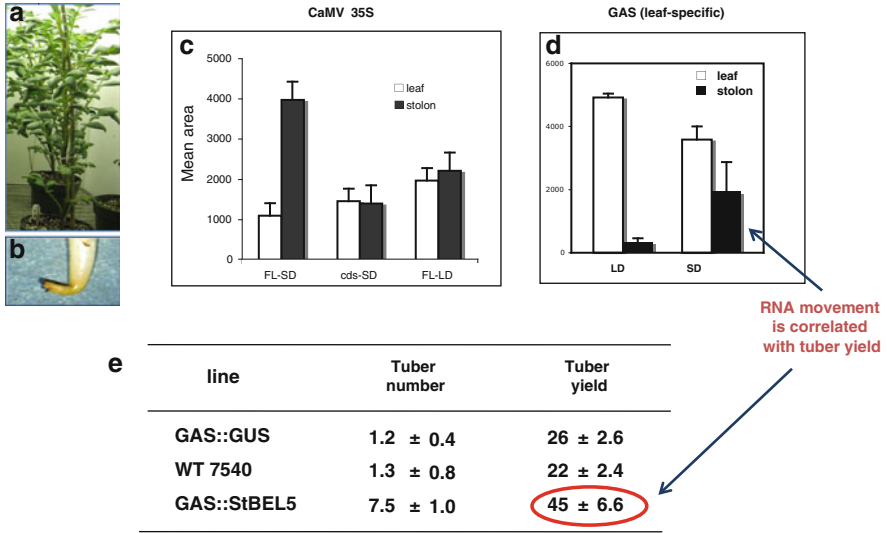 a
b
CaMV 35S
c
Mean area
5000
4000
3000
2000
1000
0
leaf
stolon
FL-SD cds-SD FL-LD
GAS (leaf-specific)
d
6000
4000
2000
0
leaf
stolon
LD SD
RNA movement
is correlated
with tuber yield
e
line Tuber number Tuber yield
GAS::GUS 1.2 ± 0.4 26 ± 2.6
WT 7540 1.3 ± 0.8 22 ± 2.4
GAS::StBEL5 7.5 ± 1.0 45 ± 6.6